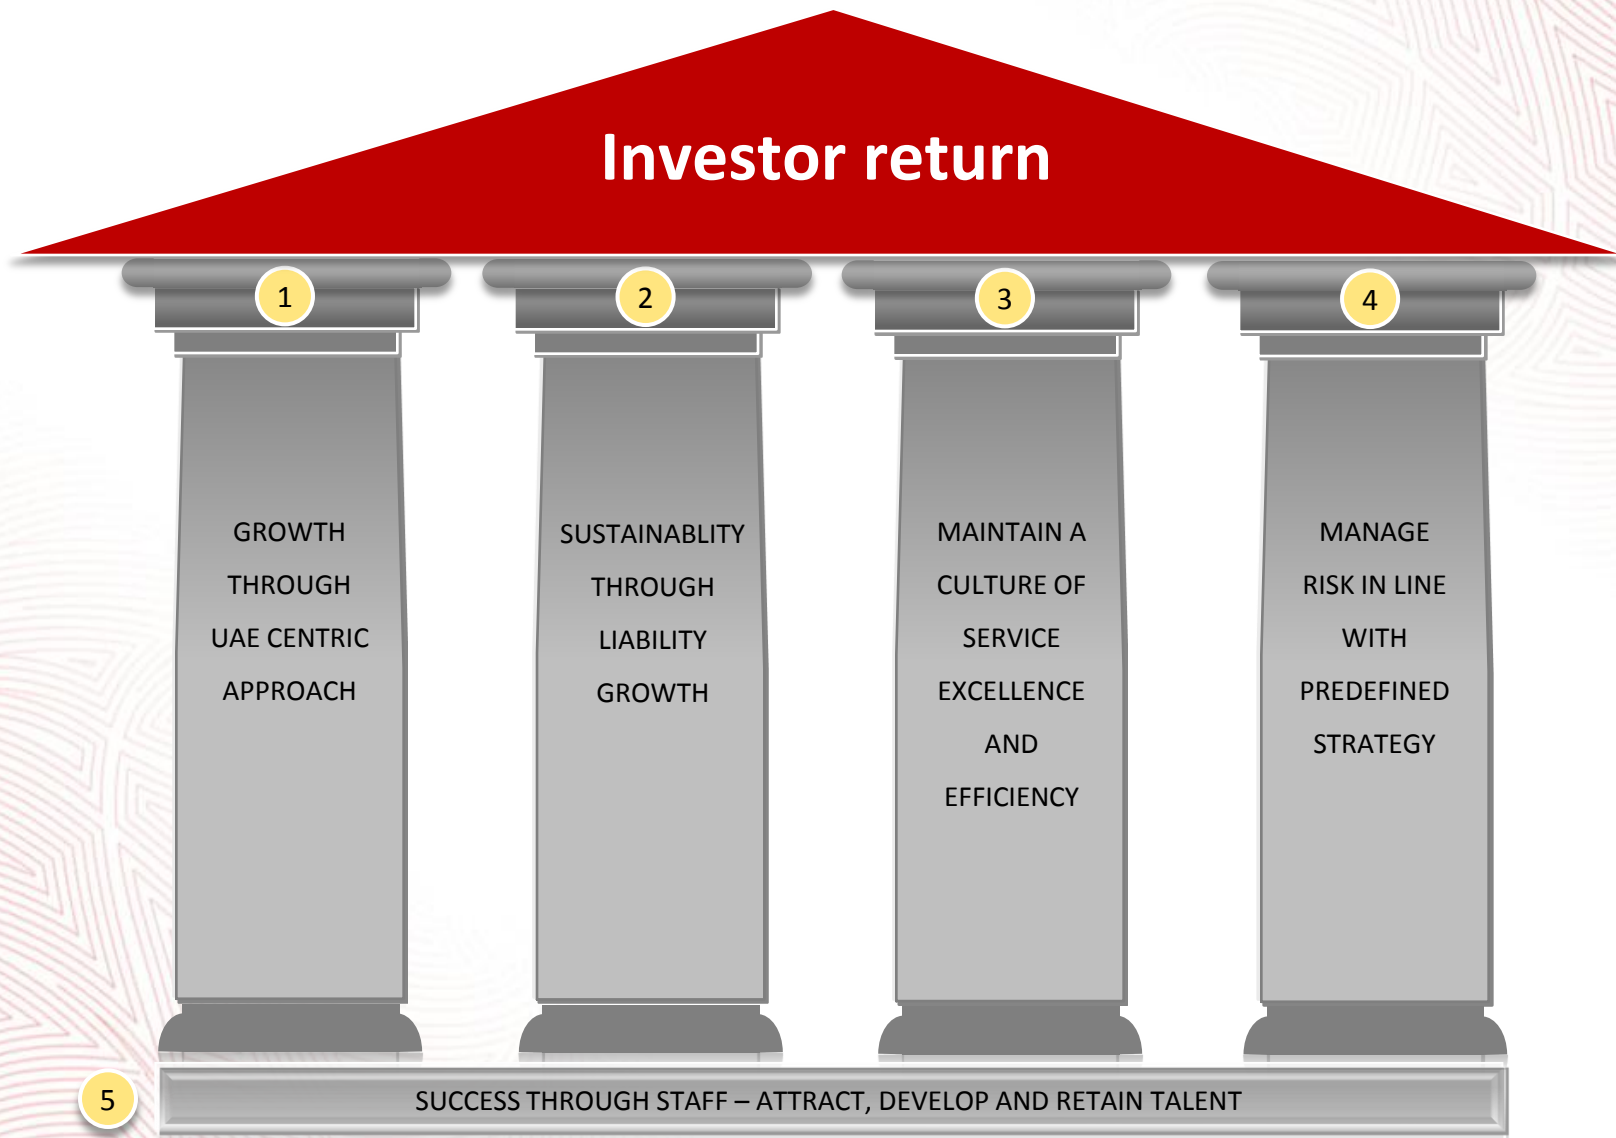 Investor return
1
GROWTH
THROUGH
UAE CENTRIC
APPROACH
2
SUSTAINABLITY
THROUGH
LIABILITY
GROWTH
3
MAINTAIN A
CULTURE OF
SERVICE
EXCELLENCE
AND
EFFICIENCY
4
MANAGE
RISK IN LINE
WITH
PREDEFINED
STRATEGY
5
SUCCESS THROUGH STAFF – ATTRACT, DEVELOP AND RETAIN TALENT